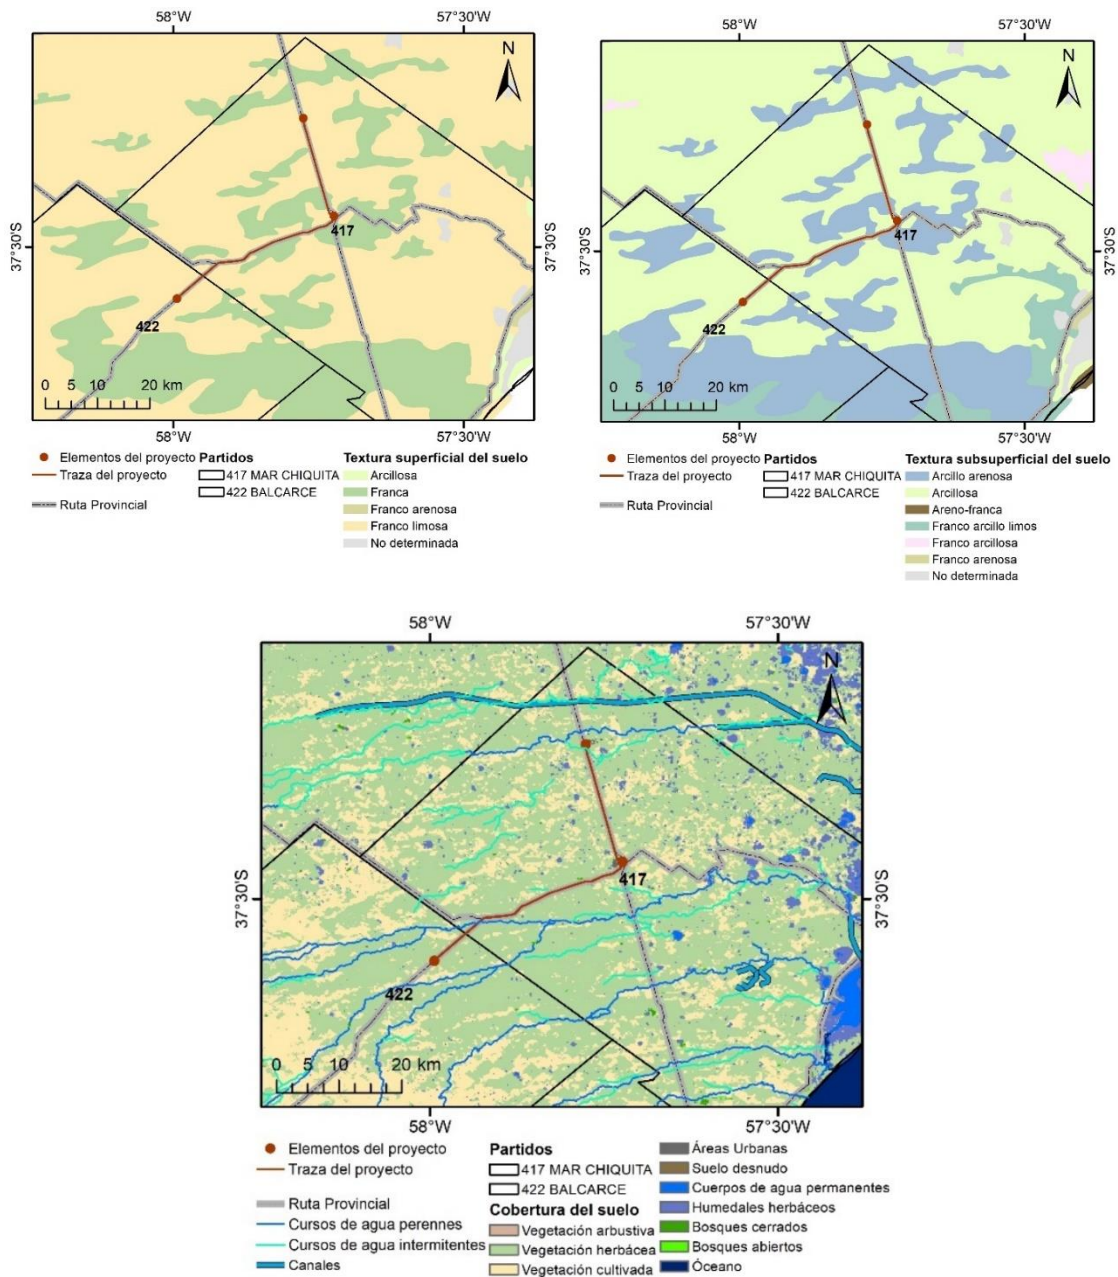 58°W 57°30'W
N
37°30'S 37°30'S
417
422
0 5 10 20 km
58°W 57°30'W
Elementos del proyecto
Traza del proyecto
Ruta Provincial
Partidos
417 MAR CHIQUITA
422 BALCARCE
Textura superficial del suelo
Arcillosa
Franca
Franco arenosa
Franco limosa
No determinada
58°W 57°30'W
N
37°30'S 37°30'S
417
422
0 5 10 20 km
58°W 57°30'W
Elementos del proyecto
Traza del proyecto
Ruta Provincial
Partidos
417 MAR CHIQUITA
422 BALCARCE
Textura subsuperficial del suelo
Arcillo arenosa
Arcillosa
Areno-franca
Franco arcillo limos
Franco arcillosa
Franco arenosa
No determinada
58°W 57°30'W
N
37°30'S 37°30'S
417
422
0 5 10 20 km
58°W 57°30'W
Elementos del proyecto
Traza del proyecto
Ruta Provincial
Cursos de agua perennes
Cursos de agua intermitentes
Canales
Partidos
417 MAR CHIQUITA
422 BALCARCE
Cobertura del suelo
Vegetación arbustiva
Vegetación herbácea
Vegetación cultivada
Áreas Urbanas
Suelo desnudo
Cuerpos de agua permanentes
Humedales herbáceos
Bosques cerrados
Bosques abiertos
Óceano